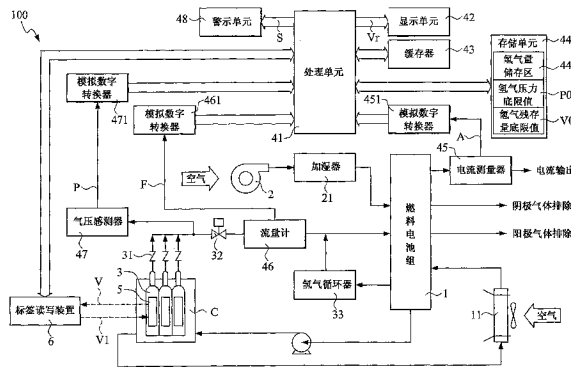 100
48
警示单元
S
处理单元
41
Vr
显示单元
42
缓存器
43
存储单元
44
氢气量
储存区
44
氢气压力
底限值
P0
氢气残存
量底限值
V0
模拟数字
转换器
471
模拟数字
转换器
461
模拟数字
转换器
451
A
P
F
空气
2
加湿器
21
电流测量器
45
电流输出
气压感测器
47
31
32
流量计
46
燃料电池组
1
阴极气体排除
阳极气体排除
氢气循环器
33
3
5
C
V
V1
标签读写装置
6
11
空气